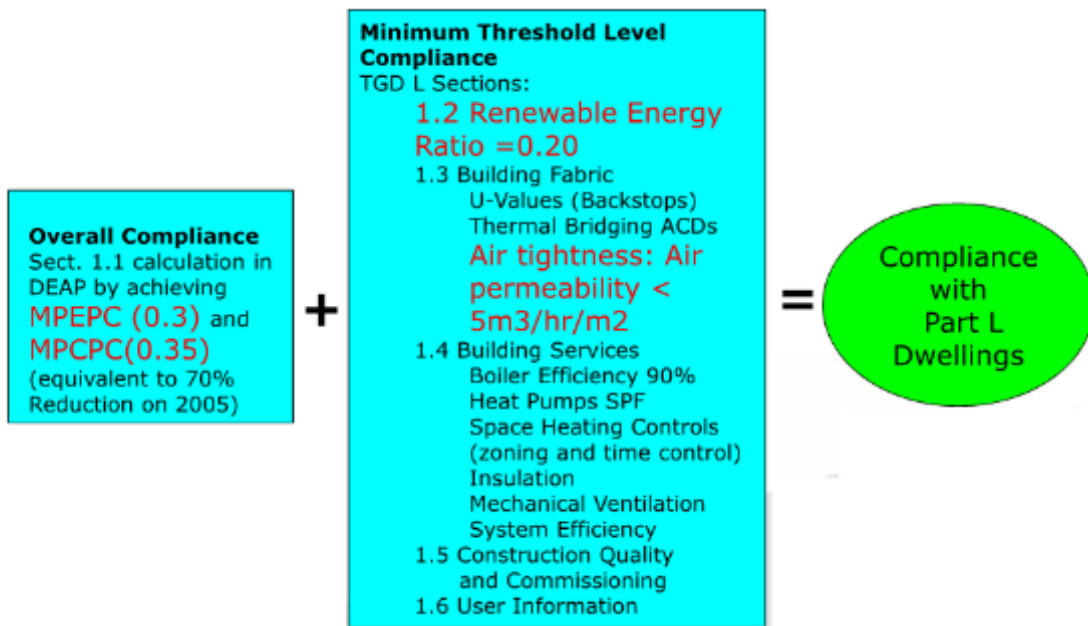 Overall Compliance
Sect. 1.1 calculation in
DEAP by achieving
MPEPC (0.3) and
MPCPC(0.35)
(equivalent to 70%
Reduction on 2005)
+
Minimum Threshold Level
Compliance
TGD L Sections:
1.2 Renewable Energy
Ratio =0.20
1.3 Building Fabric
U-Values (Backstops)
Thermal Bridging ACDs
Air tightness: Air
permeability <
5m3/hr/m2
1.4 Building Services
Boiler Efficiency 90%
Heat Pumps SPF
Space Heating Controls
(zoning and time control)
Insulation
Mechanical Ventilation
System Efficiency
1.5 Construction Quality
and Commissioning
1.6 User Information
=
Compliance
with
Part L
Dwellings